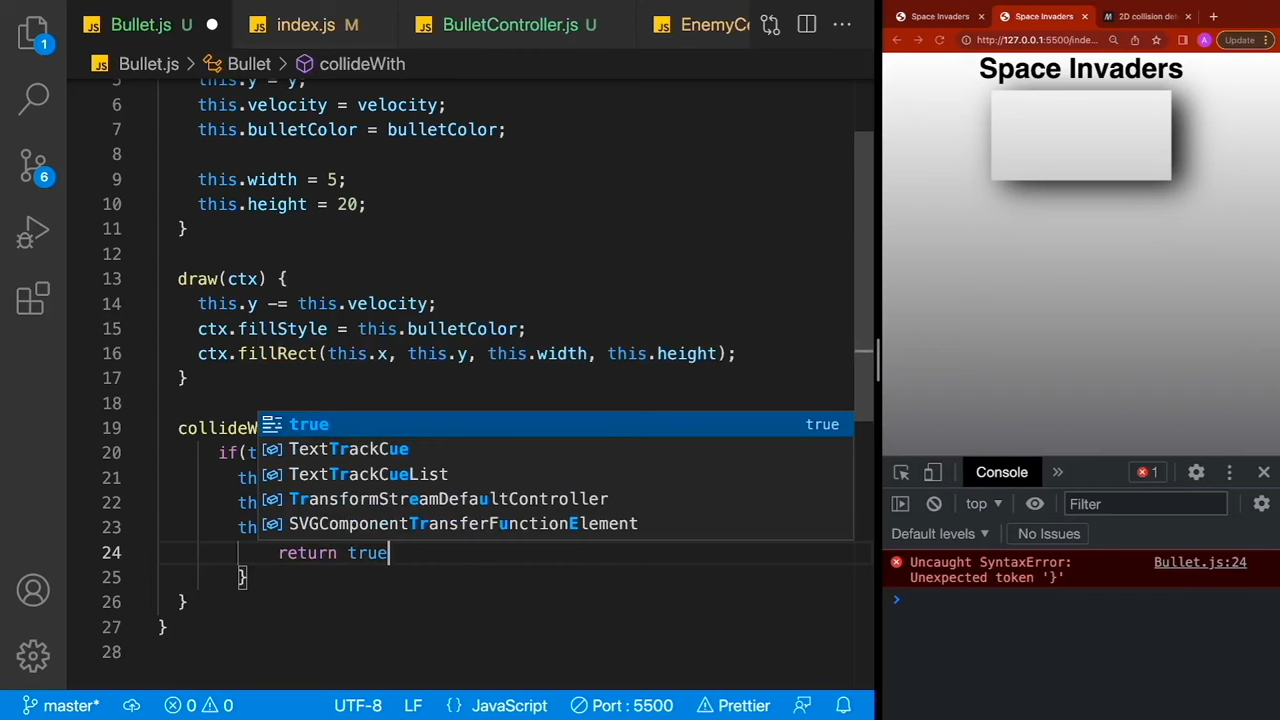 Bullet.js U
index.js M
BulletController.js U
EnemyCo
Bullet.js > Bullet > collideWith
5 this.y = y;
6 this.velocity = velocity;
7 this.bulletColor = bulletColor;
8
9 this.width = 5;
10 this.height = 20;
11 }
12
13 draw(ctx) {
14 this.y -= this.velocity;
15 ctx.fillStyle = this.bulletColor;
16 ctx.fillRect(this.x, this.y, this.width, this.height);
17 }
18
19 collideW
20 if(t
21 th
22 th
23 th
true true
TextTrackCue
TextTrackCueList
TransformStreamDefaultController
SVGComponentTransferFunctionElement
24 return true
25 }
26 }
27 }
28
1
6
master* 0 0 UTF-8 LF {} JavaScript Port : 5500 Prettier
Space Invaders
Space Invaders
2D collision de
http://127.0.0.1:5500/inde
A
Update
Space Invaders
Console 1
top Filter
Default levels No Issues
Uncaught SyntaxError: Bullet.js:24
Unexpected token '}'